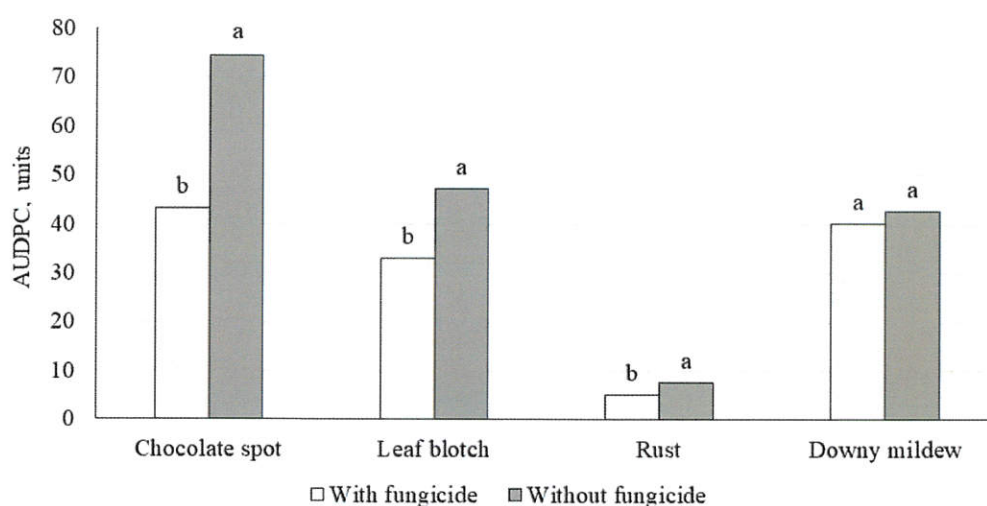 80
70
60
50
40
30
20
10
0
AUDPC, units
b
a
b
a
b
a
a
a
Chocolate spot
Leaf blotch
Rust
Downy mildew
With fungicide
Without fungicide